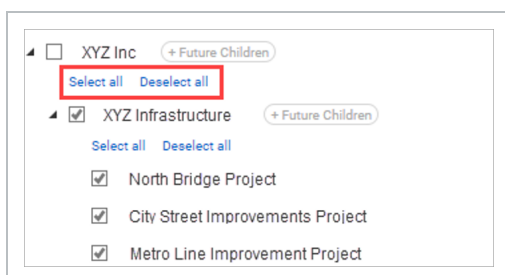 XYZ Inc + Future Children
Select all Deselect all
XYZ Infrastructure + Future Children
Select all Deselect all
North Bridge Project
City Street Improvements Project
Metro Line Improvement Project